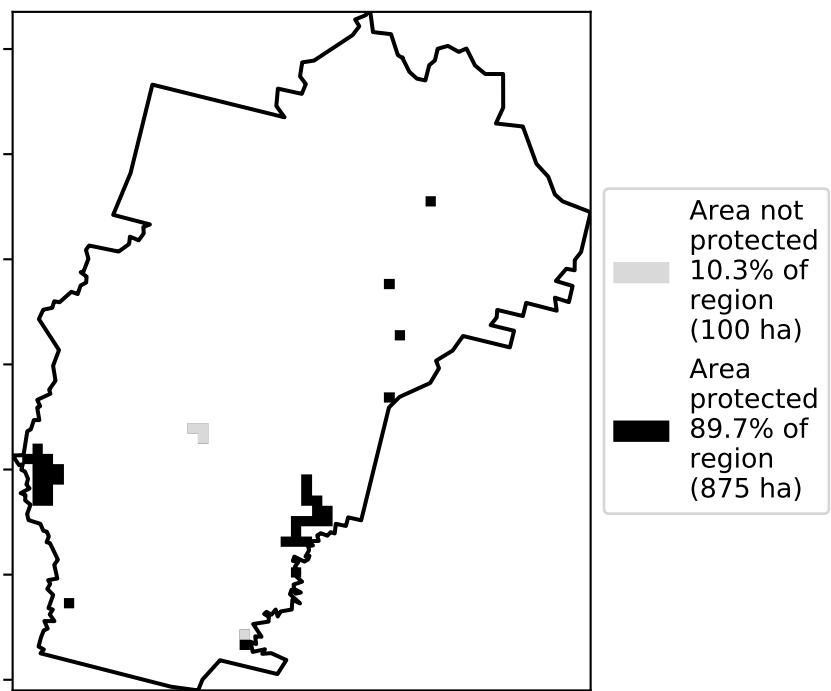 Area not
protected
10.3% of
region
(100 ha)
Area
protected
89.7% of
region
(875 ha)